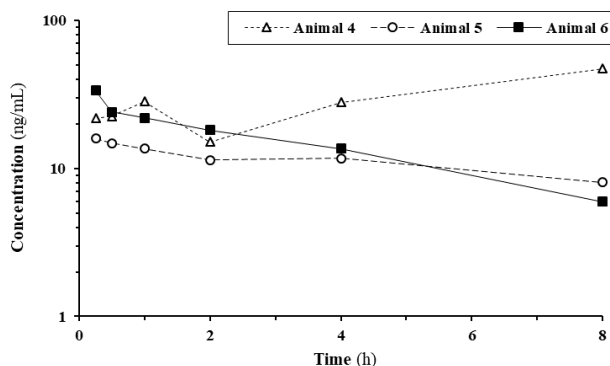 100
Animal 4 Animal 5 Animal 6
10
1
Concentration (ng/mL)
0 2 4 6 8
Time (h)